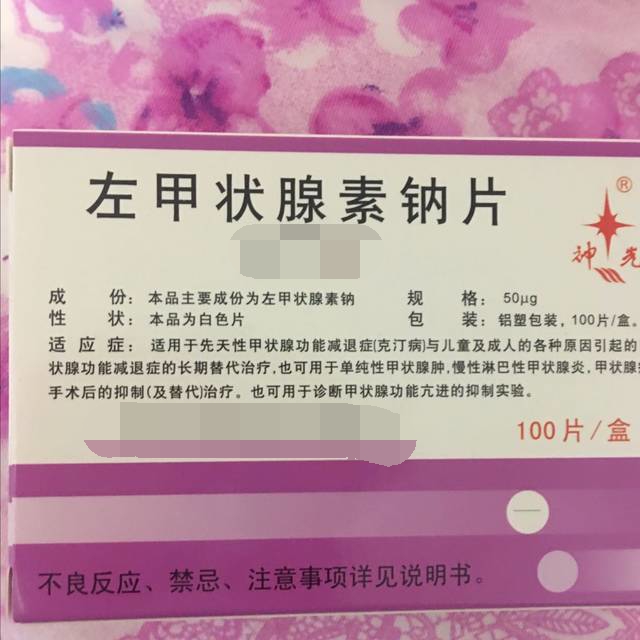 左甲状腺素钠片
®
神光
成 份： 本品主要成份为左甲状腺素钠
规 格： 50μg
性 状： 本品为白色片
包 装： 铝塑包装，100片/盒。
适 应 症： 适用于先天性甲状腺功能减退症(克汀病)与儿童及成人的各种原因引起的
状腺功能减退症的长期替代治疗，也可用于单纯性甲状腺肿，慢性淋巴性甲状腺炎，甲状腺
手术后的抑制(及替代)治疗。也可用于诊断甲状腺功能亢进的抑制实验。
100片/盒
不良反应、禁忌、注意事项详见说明书。